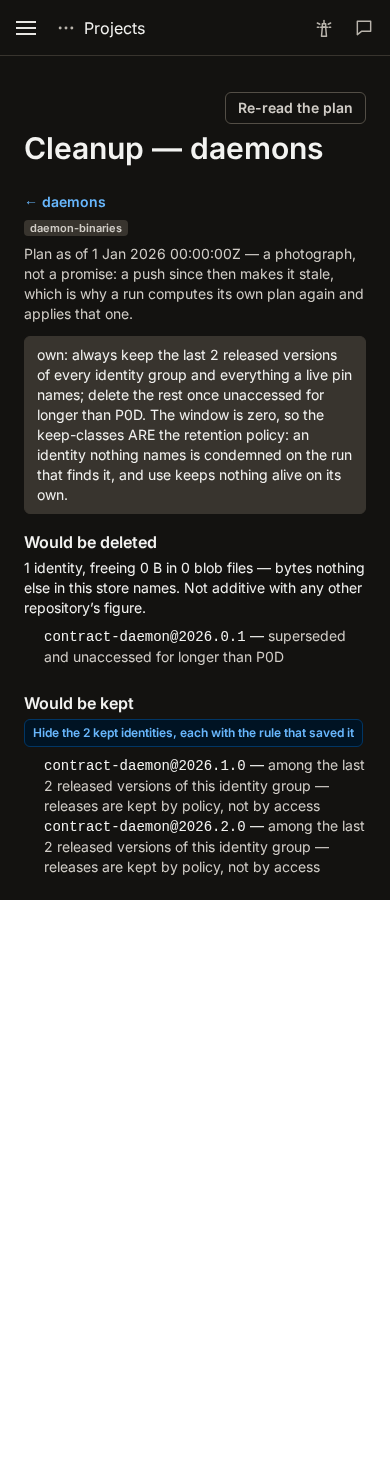 Projects
Re-read the plan
Cleanup — daemons
← daemons
daemon-binaries
Plan as of 1 Jan 2026 00:00:00Z — a photograph,
not a promise: a push since then makes it stale,
which is why a run computes its own plan again and
applies that one.
own: always keep the last 2 released versions
of every identity group and everything a live pin
names; delete the rest once unaccessed for
longer than P0D. The window is zero, so the
keep-classes ARE the retention policy: an
identity nothing names is condemned on the run
that finds it, and use keeps nothing alive on its
own.
Would be deleted
1 identity, freeing 0 B in 0 blob files — bytes nothing
else in this store names. Not additive with any other
repository's figure.
contract-daemon@2026.0.1 — superseded
and unaccessed for longer than P0D
Would be kept
Hide the 2 kept identities, each with the rule that saved it
contract-daemon@2026.1.0 — among the last
2 released versions of this identity group —
releases are kept by policy, not by access
contract-daemon@2026.2.0 — among the last
2 released versions of this identity group —
releases are kept by policy, not by access